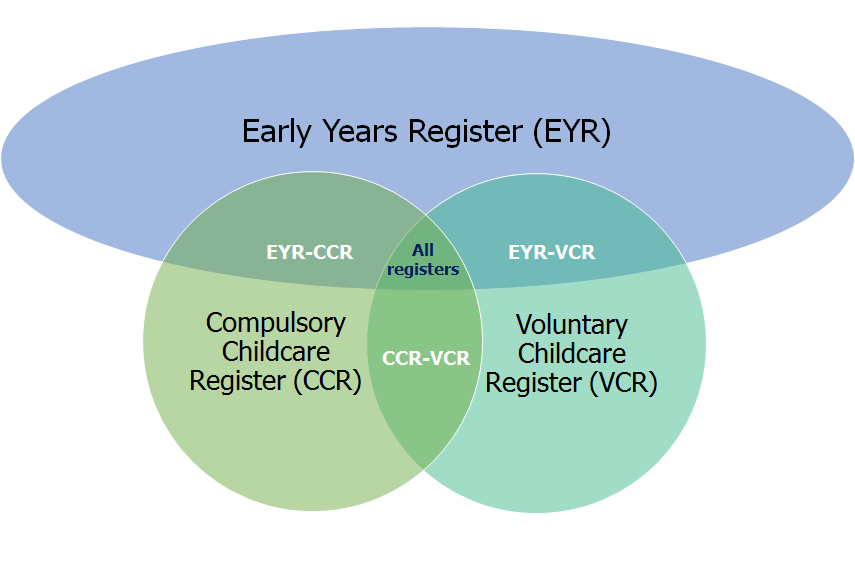 Early Years Register (EYR)
EYR-CCR
All
registers
EYR-VCR
Compulsory
Childcare
Register (CCR)
CCR-VCR
Voluntary
Childcare
Register (VCR)